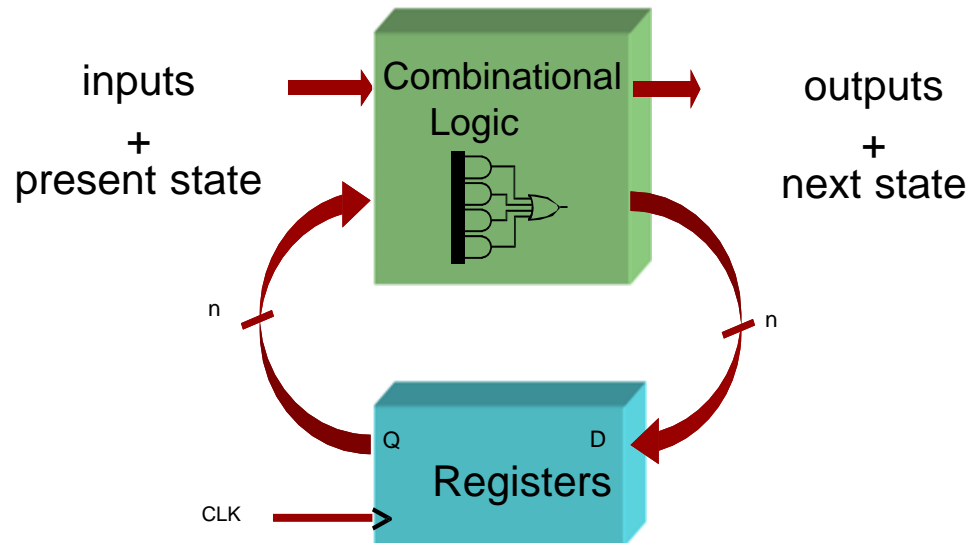 inputs
+
present state
Combinational
Logic
outputs
+
next state
n
n
Q
D
Registers
CLK